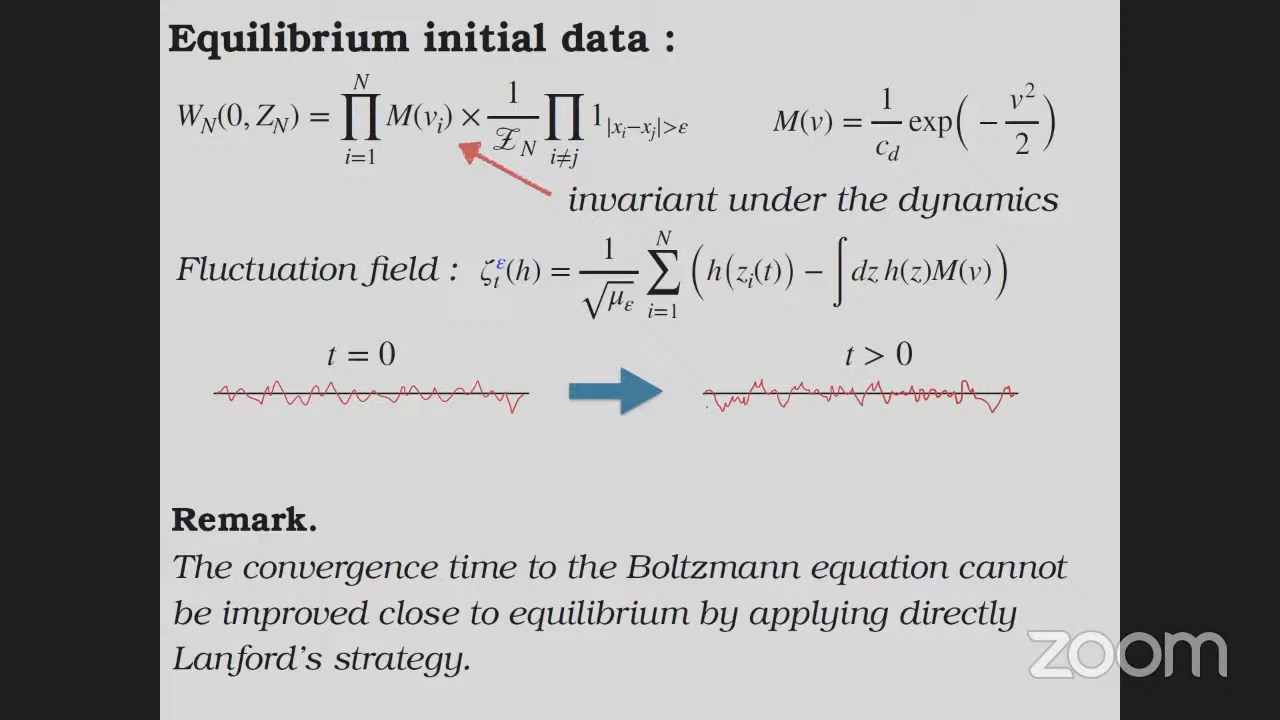 Equilibrium initial data :
W_N(0, Z_N) = ∏_{i=1}^{N} M(v_i) × 1/𝒵_N ∏_{i≠j} 1_{|x_i−x_j|>ε}    M(v) = 1/c_d exp( − v²/2 )
invariant under the dynamics
Fluctuation field : ζ_t^ε(h) = 1/√μ_ε ∑_{i=1}^{N} ( h(z_i(t)) − ∫ dz h(z)M(v) )
t = 0    t > 0
Remark.
The convergence time to the Boltzmann equation cannot
be improved close to equilibrium by applying directly
Lanford's strategy.
zoom